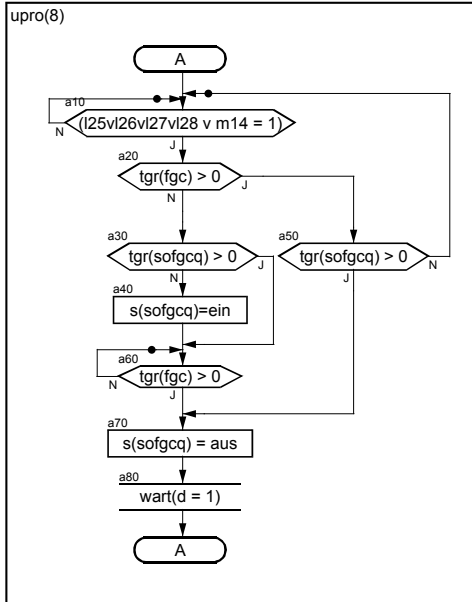 upro(8)
A
a10
(l25vl26vl27vl28 v m14 = 1)
N
J
a20
tgr(fgc) > 0
J
N
a30
tgr(sofgcq) > 0
J
N
a50
tgr(sofgcq) > 0
N
J
a40
s(sofgcq)=ein
a60
tgr(fgc) > 0
N
J
a70
s(sofgcq) = aus
a80
wart(d = 1)
A